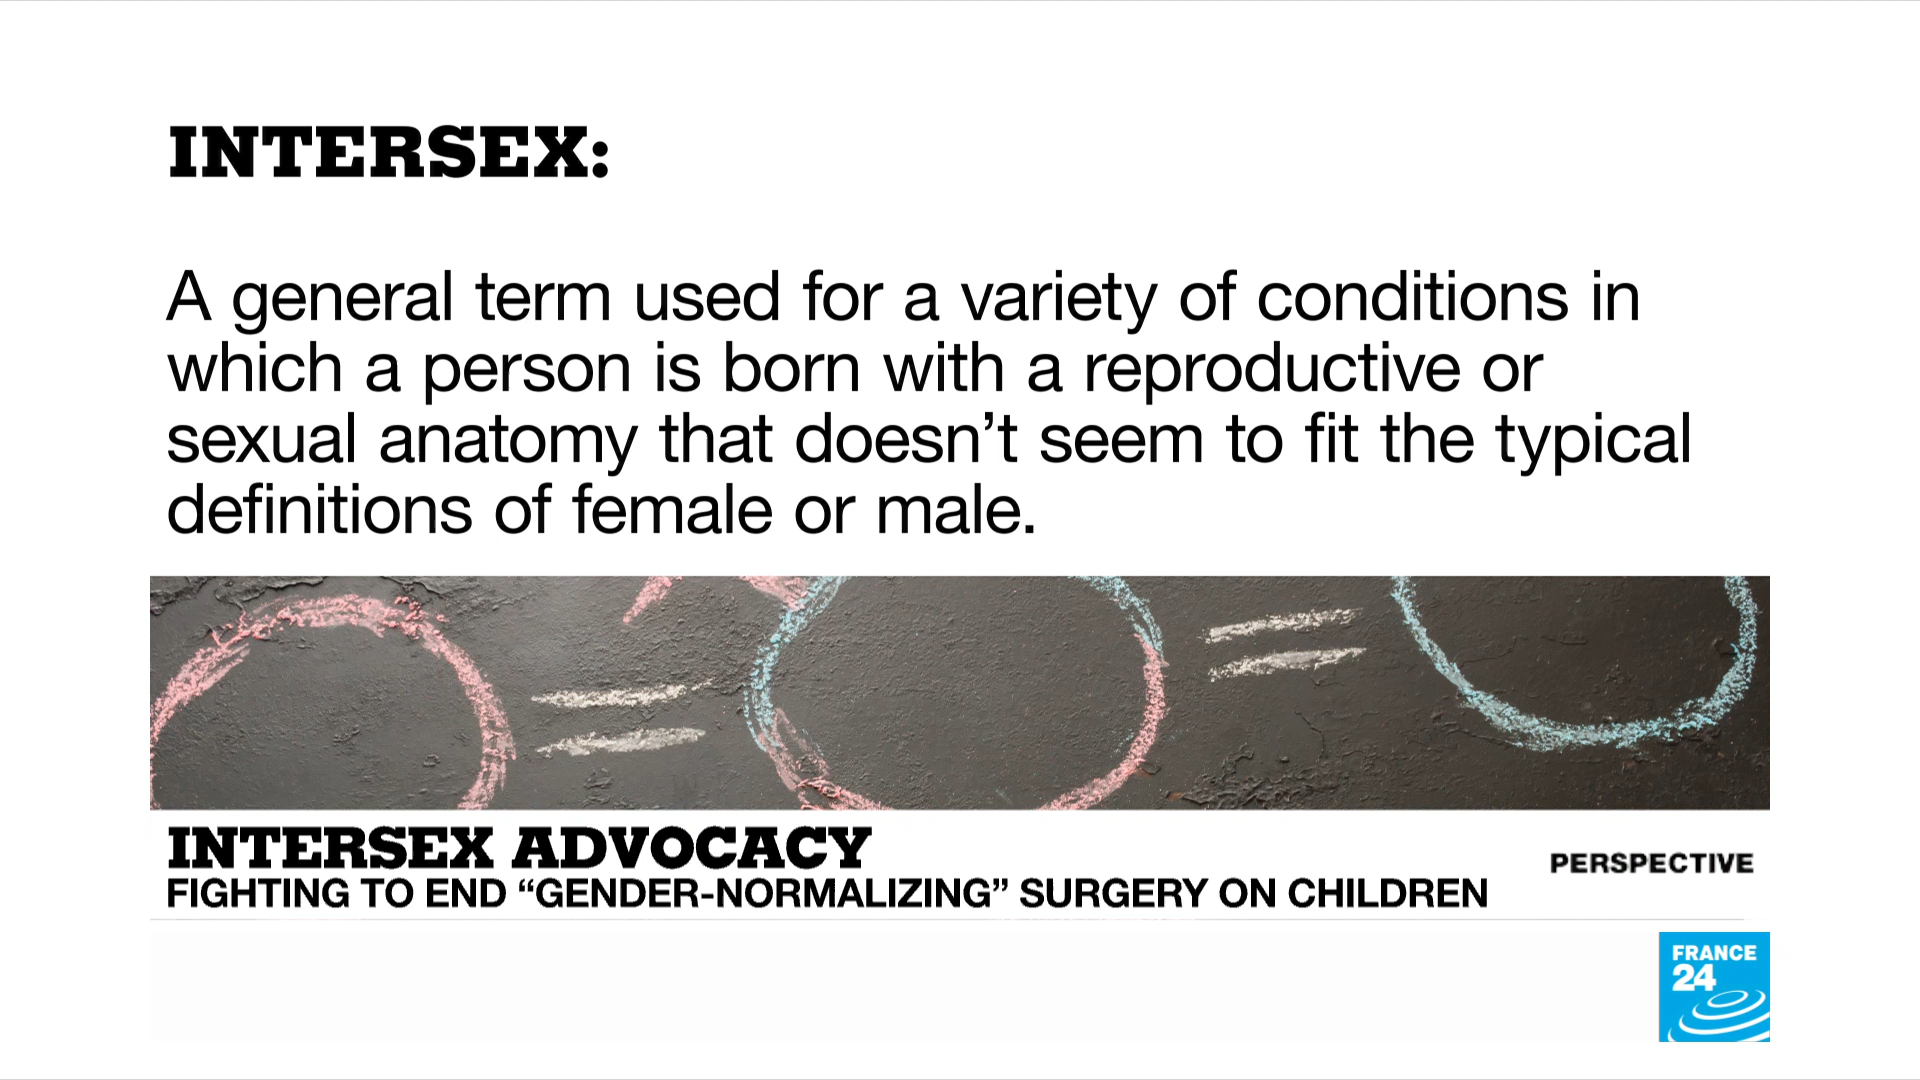 INTERSEX:
A general term used for a variety of conditions in
which a person is born with a reproductive or
sexual anatomy that doesn’t seem to fit the typical
definitions of female or male.
INTERSEX ADVOCACY
FIGHTING TO END “GENDER-NORMALIZING” SURGERY ON CHILDREN
PERSPECTIVE
FRANCE
24